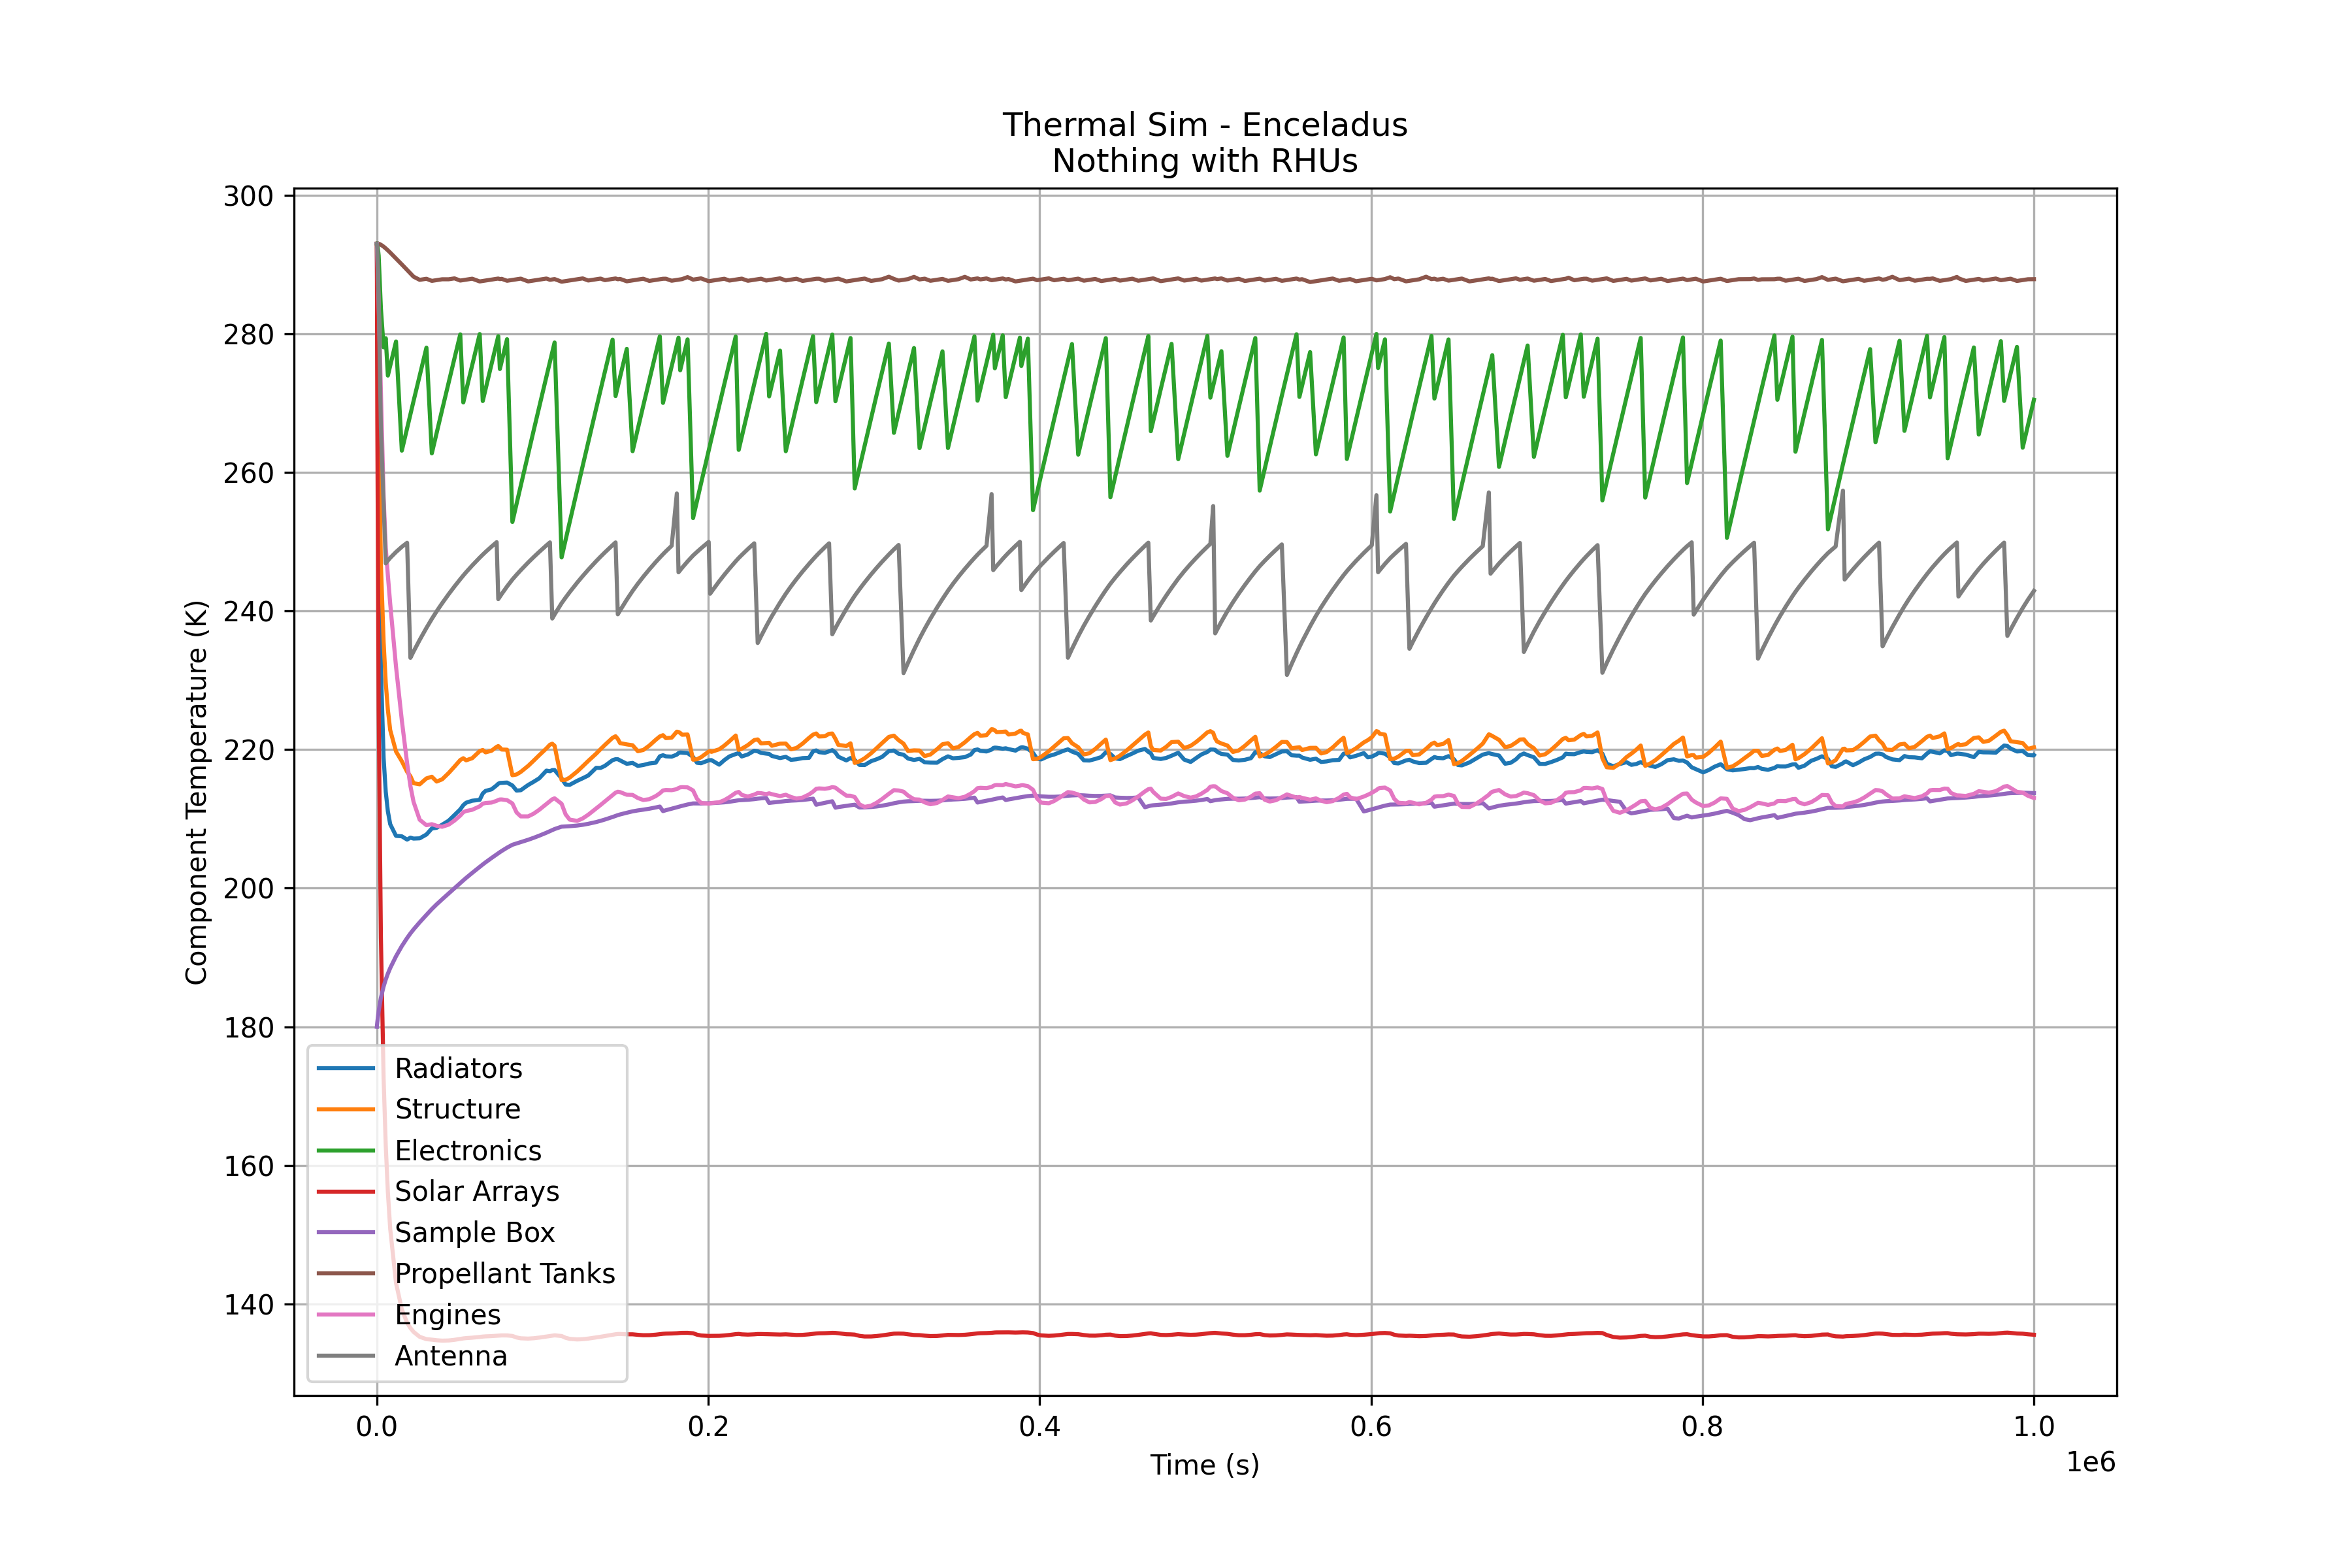 Thermal Sim - Enceladus
Nothing with RHUs
Component Temperature (K)
300
280
260
240
220
200
180
160
140
Radiators
Structure
Electronics
Solar Arrays
Sample Box
Propellant Tanks
Engines
Antenna
0.0 0.2 0.4 0.6 0.8 1.0
1e6
Time (s)